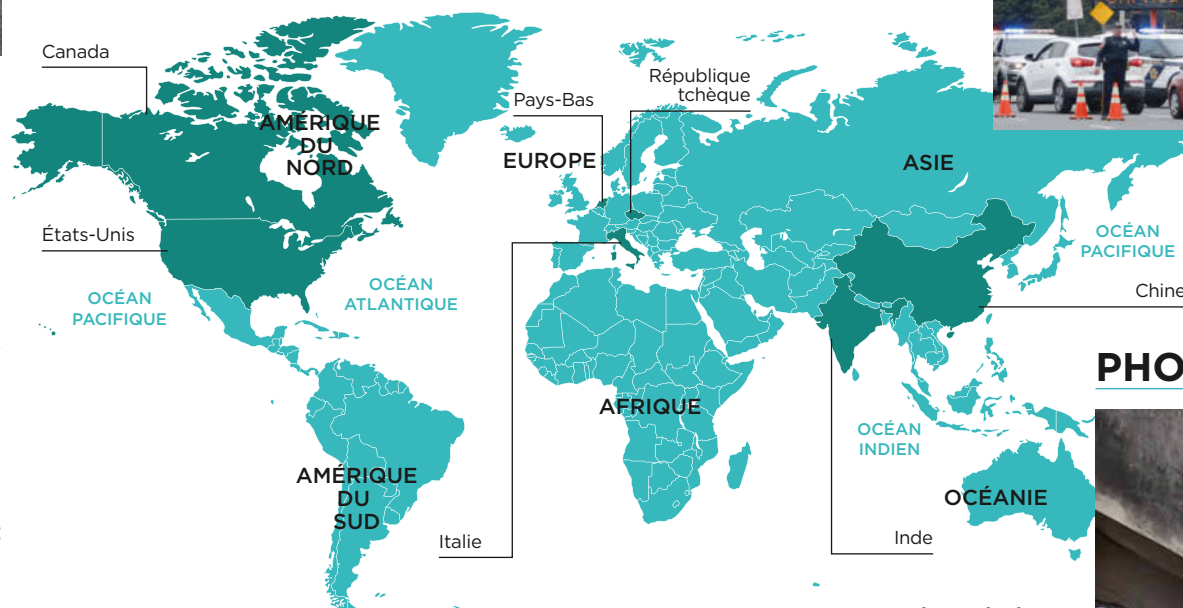 Canada
République
tchèque
Pays-Bas
AMÉRIQUE
DU
NORD
EUROPE
ASIE
États-Unis
OCÉAN
PACIFIQUE
OCÉAN
ATLANTIQUE
OCÉAN
PACIFIQUE
Chine
PHO
AFRIQUE
OCÉAN
INDIEN
AMÉRIQUE
DU
SUD
OCÉANIE
Italie
Inde